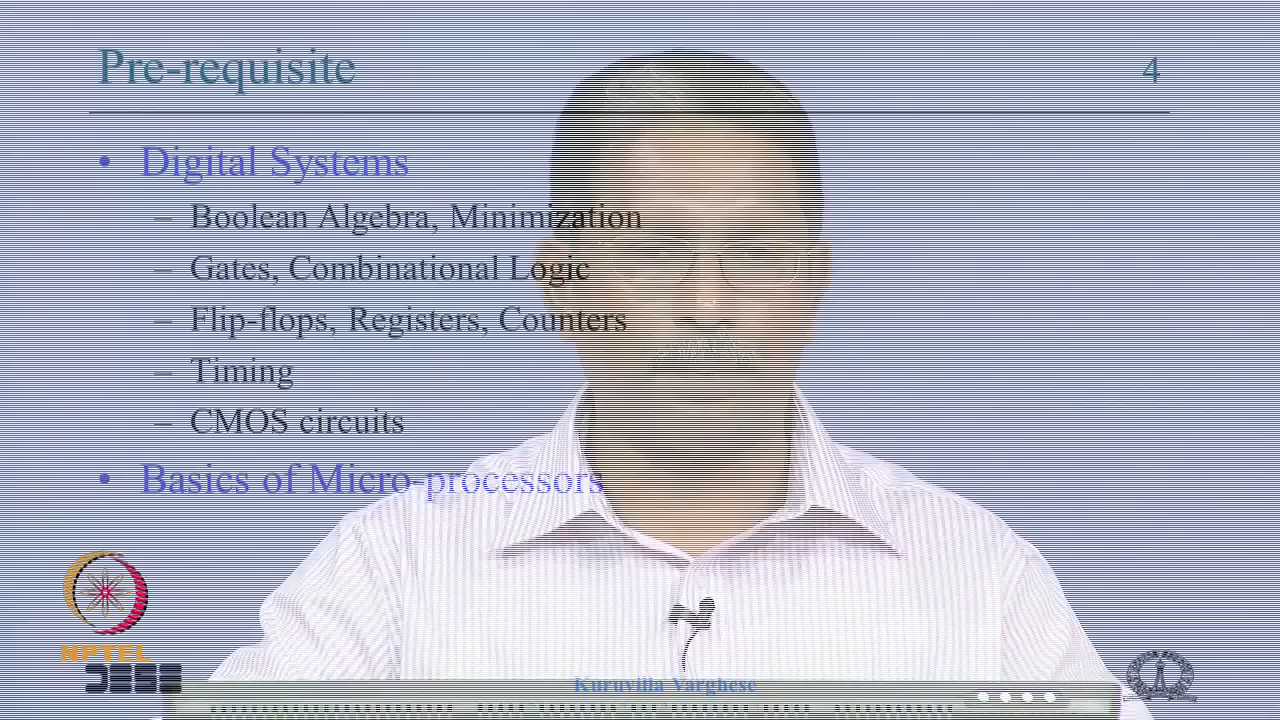 Pre-requisite
4
• Digital Systems
– Boolean Algebra, Minimization
– Gates, Combinational Logic
– Flip-flops, Registers, Counters
– Timing
– CMOS circuits
• Basics of Micro-processors
NPTEL
Kuruvilla Varghese